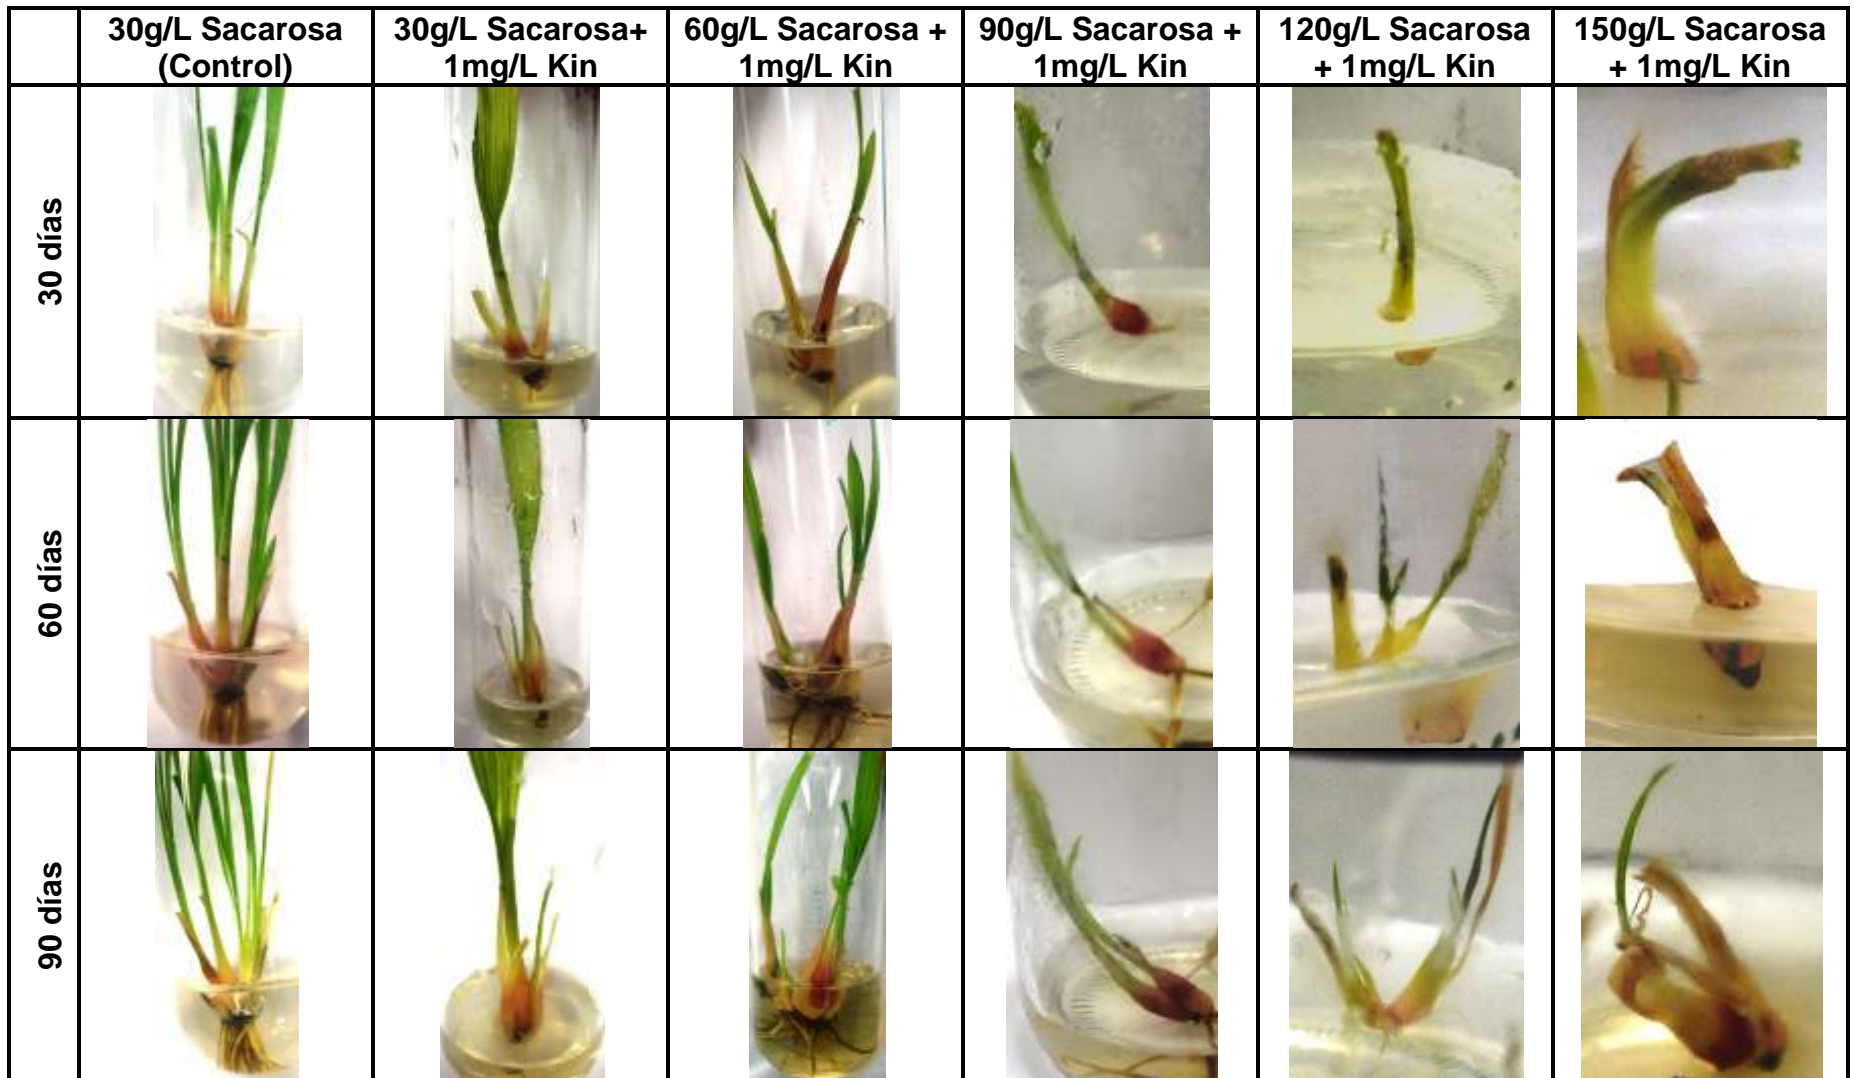 30g/L Sacarosa
(Control)
30g/L Sacarosa+
1mg/L Kin
60g/L Sacarosa +
1mg/L Kin
90g/L Sacarosa +
1mg/L Kin
120g/L Sacarosa
+ 1mg/L Kin
150g/L Sacarosa
+ 1mg/L Kin
30 días
60 días
90 días